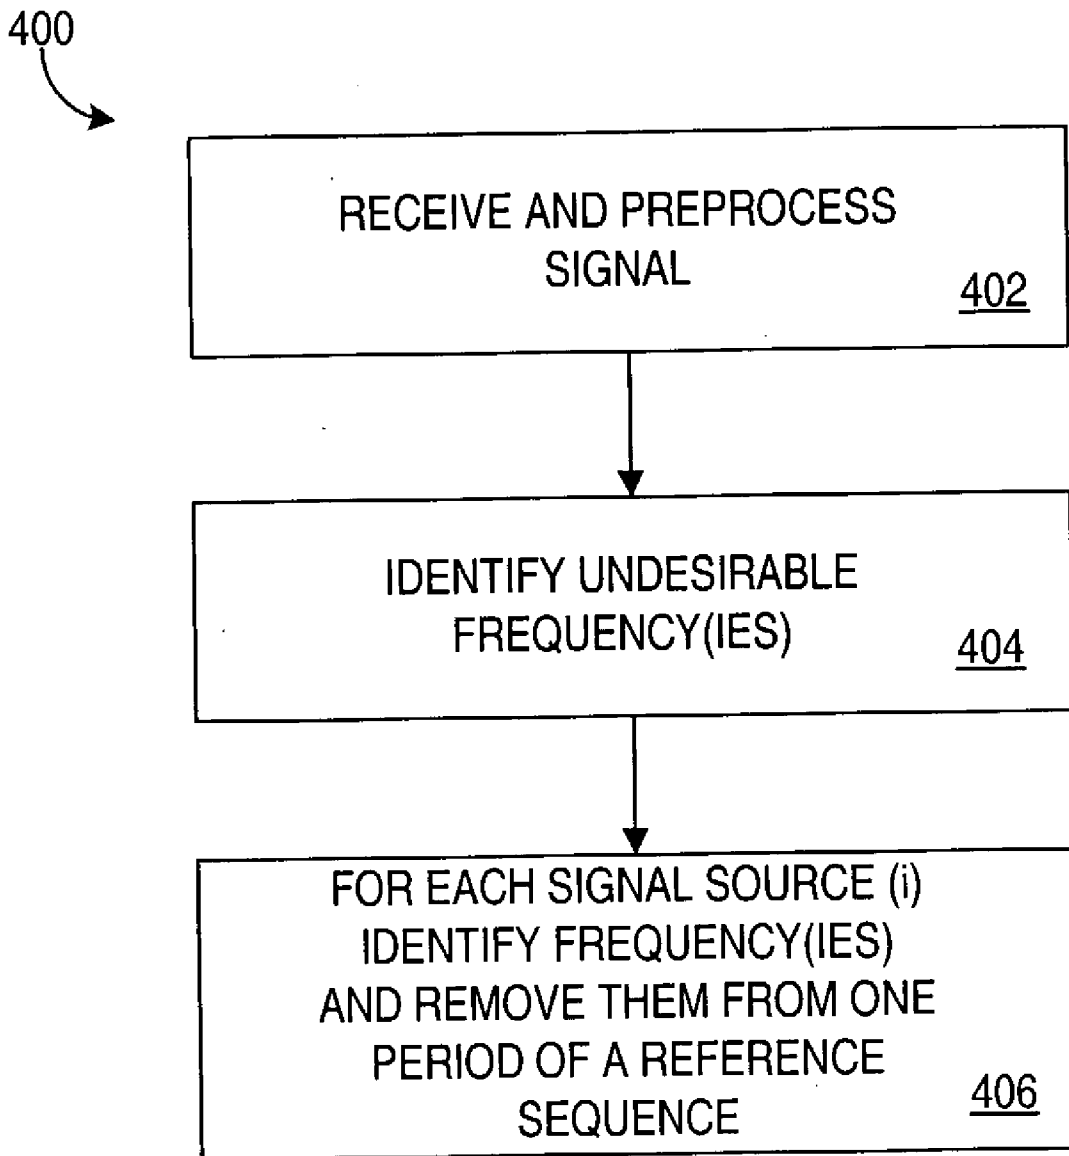 400
RECEIVE AND PREPROCESS
SIGNAL
402
IDENTIFY UNDESIRABLE
FREQUENCY(IES)
404
FOR EACH SIGNAL SOURCE (i)
IDENTIFY FREQUENCY(IES)
AND REMOVE THEM FROM ONE
PERIOD OF A REFERENCE
SEQUENCE
406